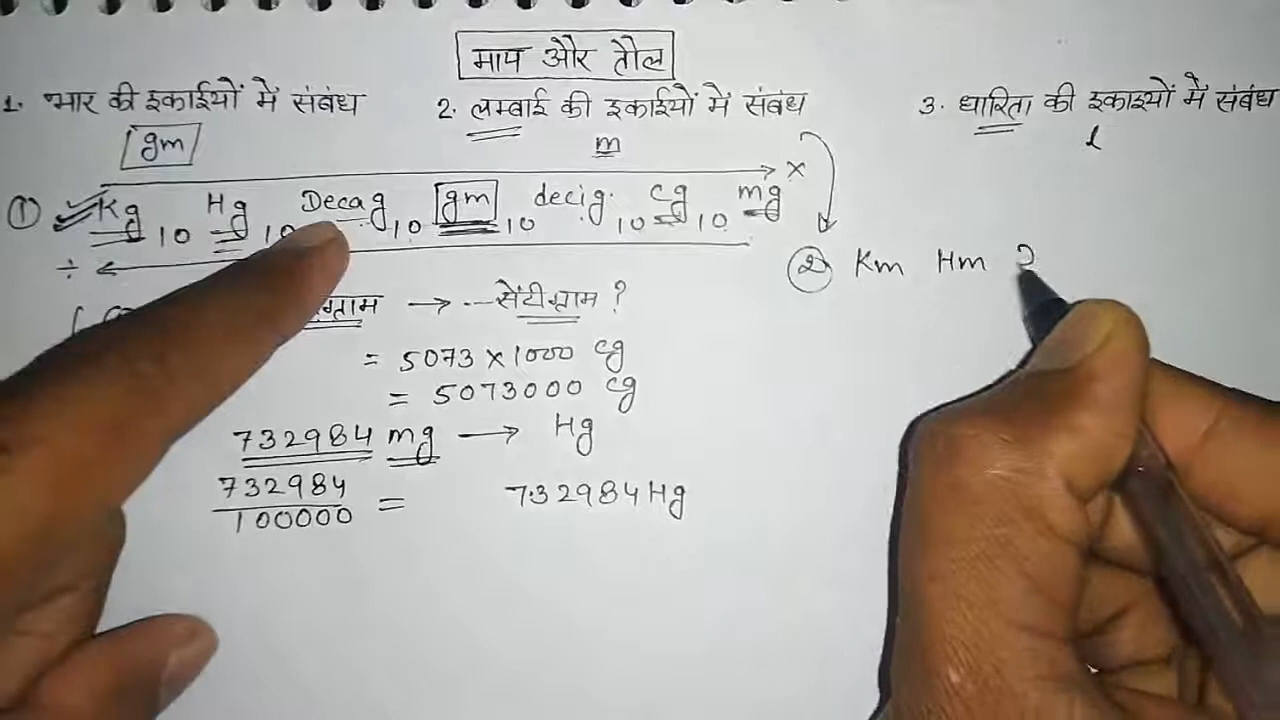 माप और तौल
1. भार की इकाईयों में संबंध
2. लम्बाई की इकाईयों में संबंध
3. धारिता की इकाइयों में संबंध
gm
m
l
① Kg 10 Hg 10 Decag 10 gm 10 decig 10 cg 10 mg ×
÷
② Km Hm
ग्राम → सेंटीग्राम ?
= 5073 × 1000 cg
= 5073000 cg
732984 mg → Hg
732984
100000
= 7.32984 Hg